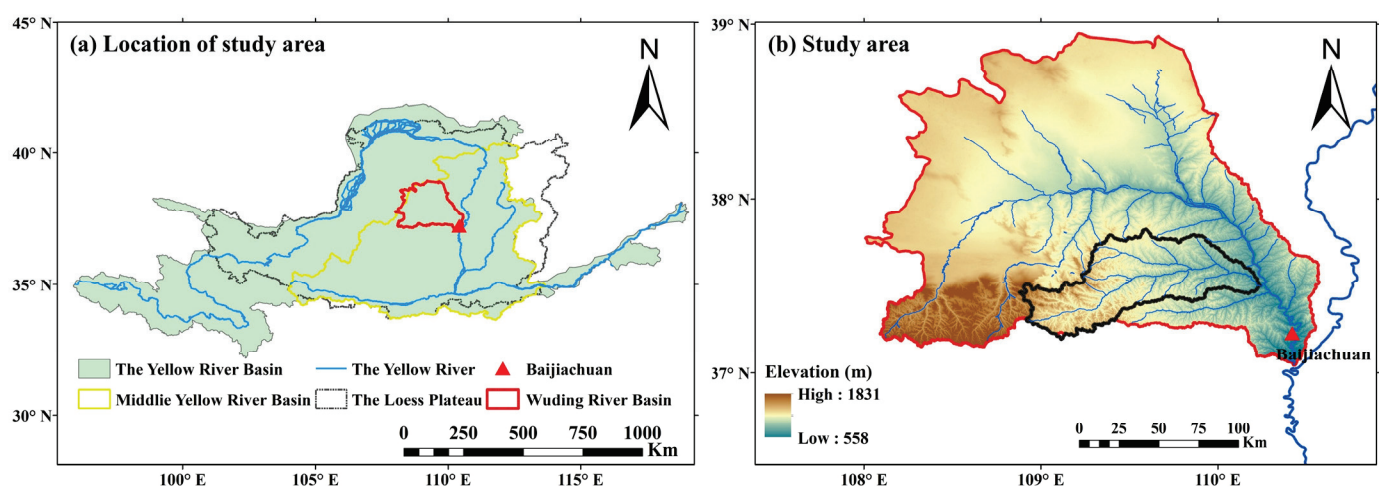 (a) Location of study area
N
45° N
40° N
35° N
30° N
100° E
105° E
110° E
115° E
The Yellow River Basin
The Yellow River
Baijiachuan
Middlie Yellow River Basin
The Loess Plateau
Wuding River Basin
0 250 500 750 1000
Km
(b) Study area
N
39° N
38° N
37° N
108° E
109° E
110° E
Baijiachuan
Elevation (m)
High : 1831
Low : 558
0 25 50 75 100
Km